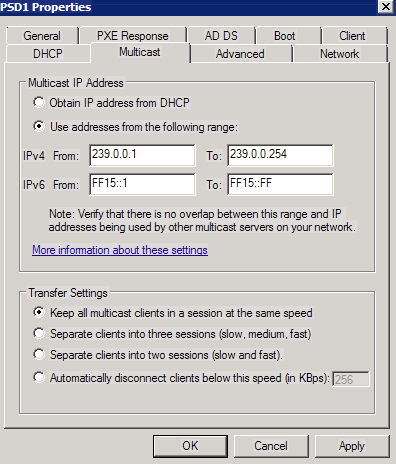 PSD1 Properties
General PXE Response AD DS Boot Client
DHCP Multicast Advanced Network
Multicast IP Address
Obtain IP address from DHCP
Use addresses from the following range:
IPv4 From: 239.0.0.1 To: 239.0.0.254
IPv6 From: FF15::1 To: FF15::FF
Note: Verify that there is no overlap between this range and IP
addresses being used by other multicast servers on your network.
More information about these settings
Transfer Settings
Keep all multicast clients in a session at the same speed
Separate clients into three sessions (slow, medium, fast)
Separate clients into two sessions (slow and fast).
Automatically disconnect clients below this speed (in KBps): 256
OK Cancel Apply